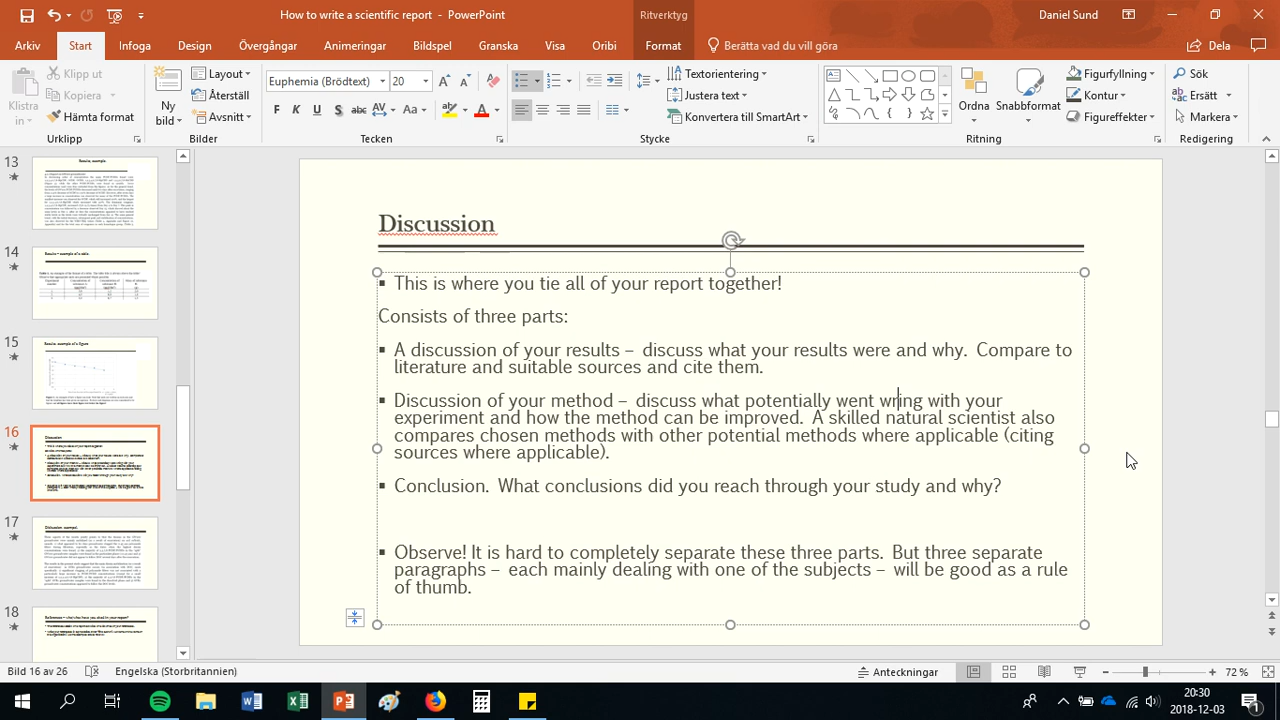 How to write a scientific report - PowerPoint
Ritverktyg
Daniel Sund
Arkiv Start Infoga Design Övergångar Animeringar Bildspel Granska Visa Oribi Format Berätta vad du vill göra Dela
Klistra in
Klipp ut
Kopiera
Hämta format
Urklipp
Ny bild
Layout
Återställ
Avsnitt
Bilder
Euphemia (Brödtext) 20
F K U S abc AV Aa A
Tecken
Textorientering
Justera text
Konvertera till SmartArt
Stycke
Ordna
Snabbformat
Figurfyllning
Kontur
Figureffekter
Ritning
Sök
Ersätt
Markera
Redigering
13
14
15
16
17
18
Discussion
This is where you tie all of your report together!
Consists of three parts:
A discussion of your results – discuss what your results were and why. Compare to
literature and suitable sources and cite them.
Discussion of your method – discuss what potentially went wring with your
experiment and how the method can be improved. A skilled natural scientist also
compares chosen methods with other potential methods where applicable (citing
sources where applicable).
Conclusion. What conclusions did you reach through your study and why?
Observe! It is hard to completely separate these three parts. But three separate
paragraphs – each mainly dealing with one of the subjects – will be good as a rule
of thumb.
Bild 16 av 26 Engelska (Storbritannien) Anteckningar 72 %
20:30
2018-12-03